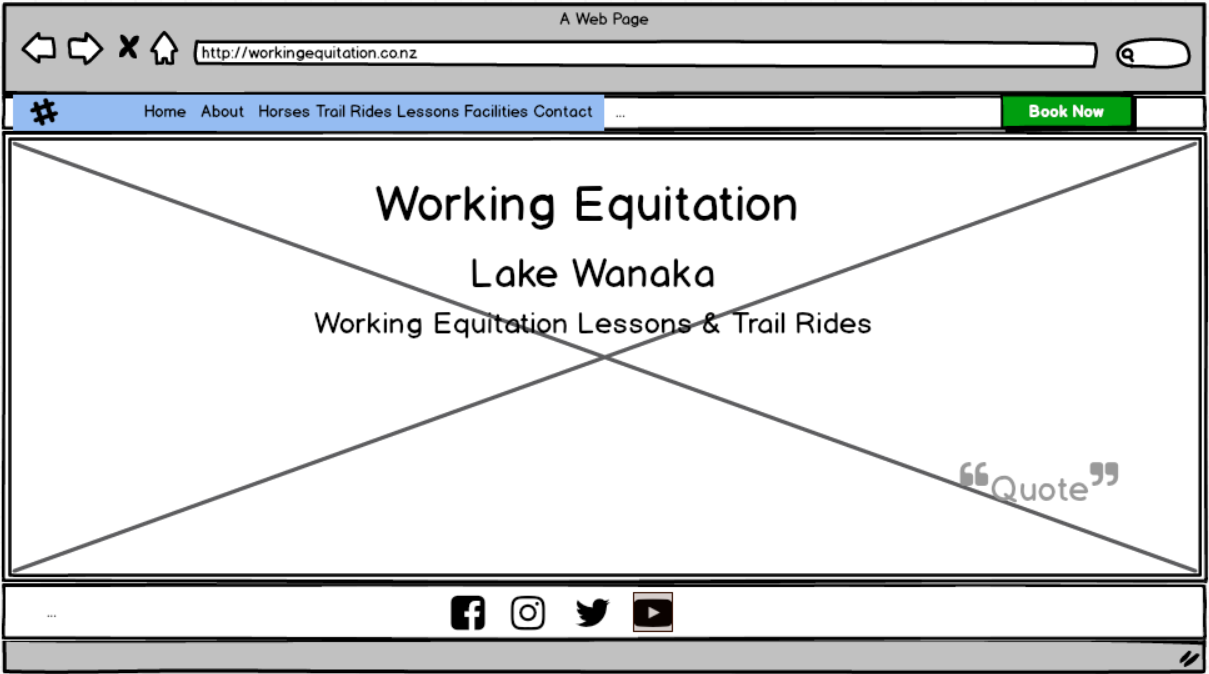 A Web Page
http://workingequitation.co.nz
# Home About Horses Trail Rides Lessons Facilities Contact ... Book Now
Working Equitation
Lake Wanaka
Working Equitation Lessons & Trail Rides
“Quote”
...